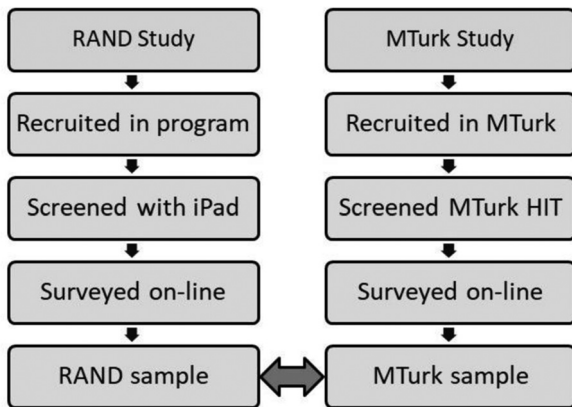 RAND Study
Recruited in program
Screened with iPad
Surveyed on-line
RAND sample
MTurk Study
Recruited in MTurk
Screened MTurk HIT
Surveyed on-line
MTurk sample